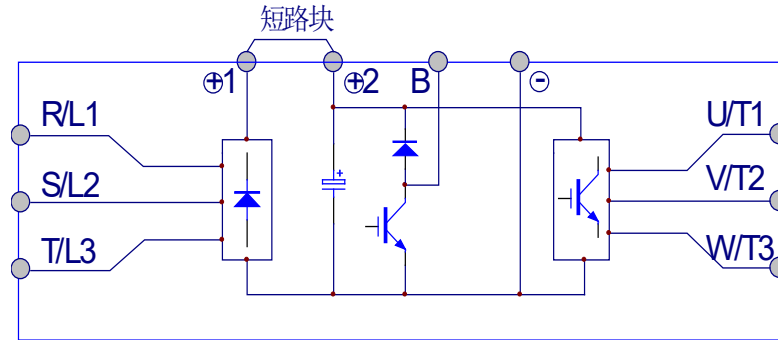 短路块
⊕1
⊕2
B
⊖
R/L1
S/L2
T/L3
+
U/T1
V/T2
W/T3